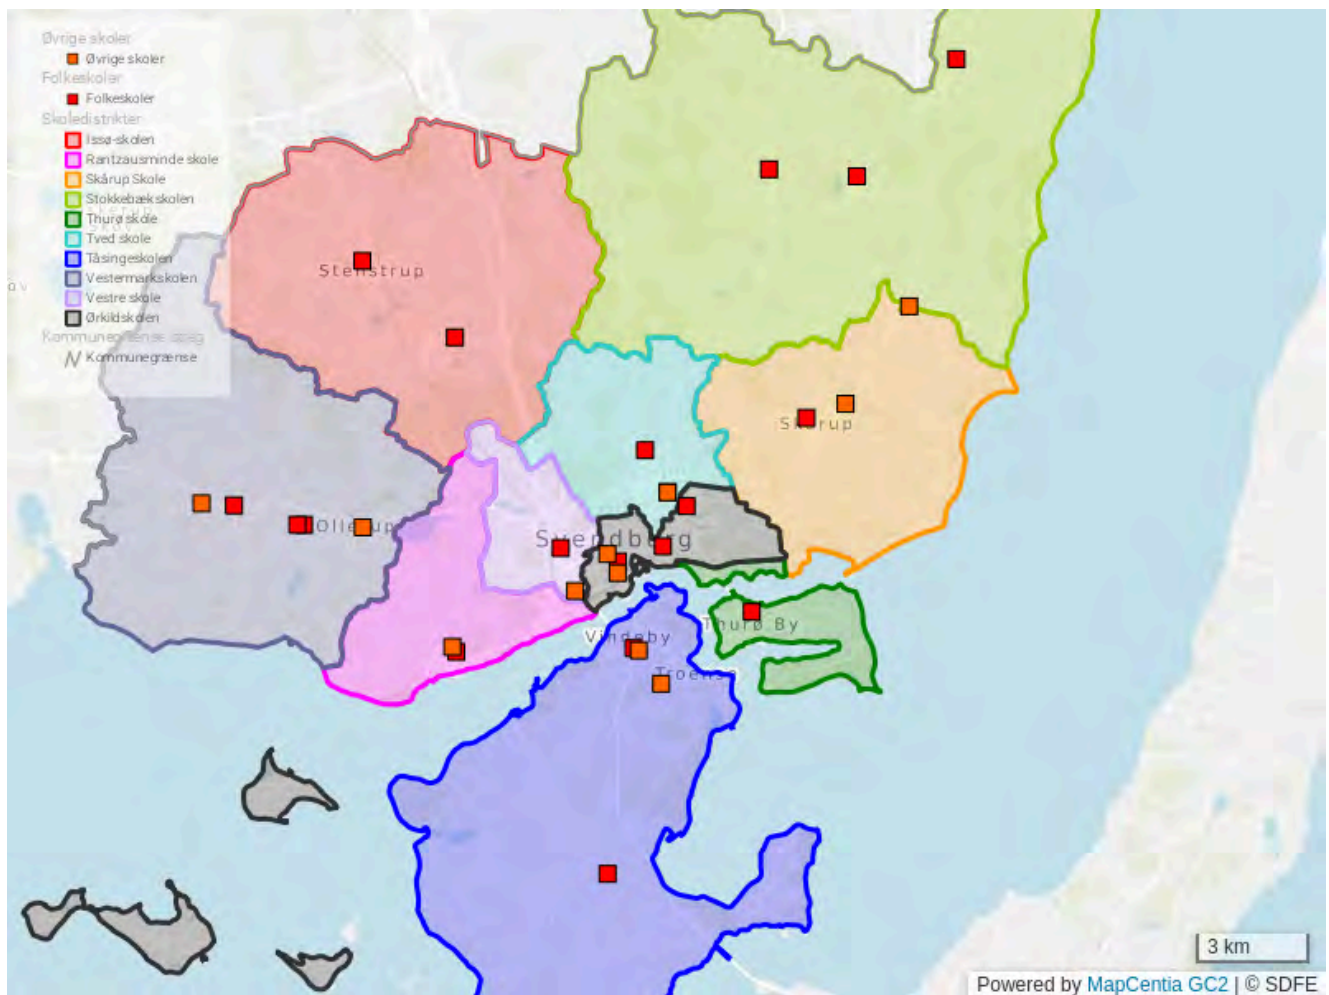 Øvrige skoler
Øvrige skoler
Folkeskoler
Folkeskoler
Skoledistrikter
Issø-skolen
Rantzausminde skole
Skårup Skole
Stokkebækskolen
Thurø skole
Tved skole
Tåsingeskolen
Vestermarkskolen
Vestre skole
Ørkildskolen
Kommunegrænse
Stenstrup
Skårup
Ollerup
Svendborg
Vindeby
Thurø By
Troense
3 km
Powered by MapCentia GC2 | © SDFE